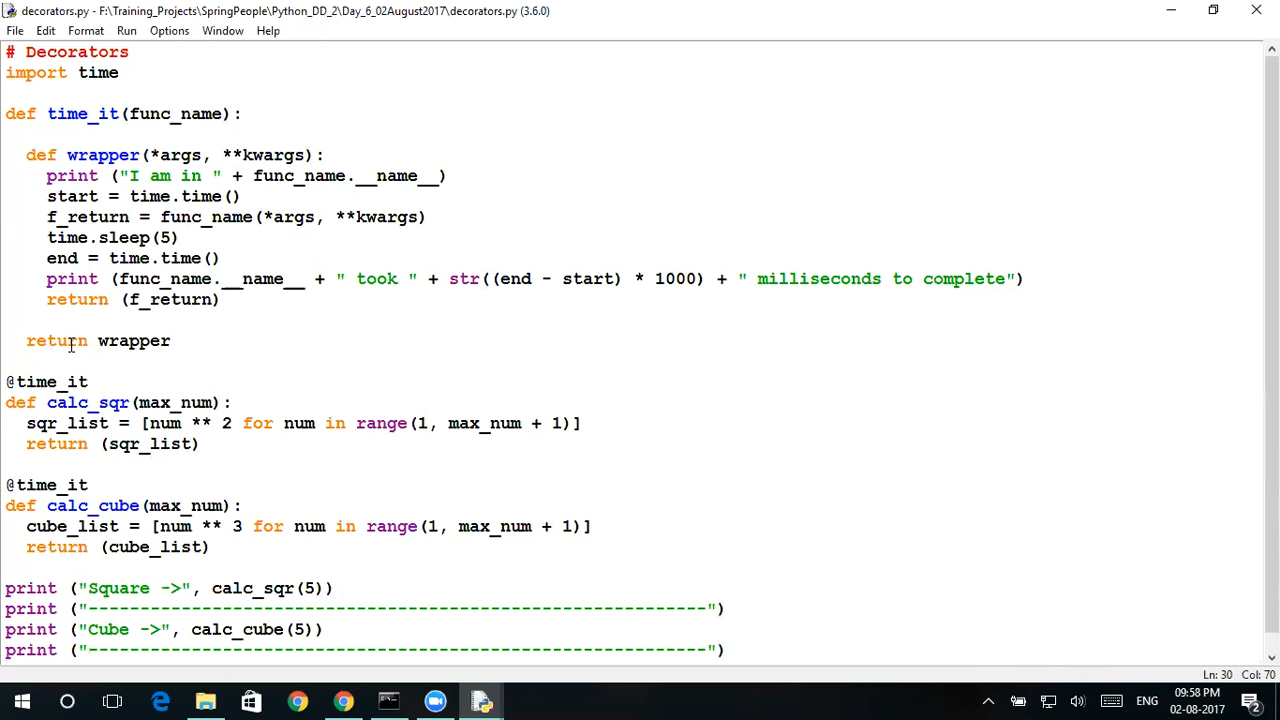 decorators.py - F:\Training_Projects\SpringPeople\Python_DD_2\Day_6_02August2017\decorators.py (3.6.0)
File Edit Format Run Options Window Help
# Decorators
import time
def time_it(func_name):
def wrapper(*args, **kwargs):
print ("I am in " + func_name.__name__)
start = time.time()
f_return = func_name(*args, **kwargs)
time.sleep(5)
end = time.time()
print (func_name.__name__ + " took " + str((end - start) * 1000) + " milliseconds to complete")
return (f_return)
return wrapper
@time_it
def calc_sqr(max_num):
sqr_list = [num ** 2 for num in range(1, max_num + 1)]
return (sqr_list)
@time_it
def calc_cube(max_num):
cube_list = [num ** 3 for num in range(1, max_num + 1)]
return (cube_list)
print ("Square ->", calc_sqr(5))
print ("------------------------------------------------------------")
print ("Cube ->", calc_cube(5))
print ("------------------------------------------------------------")
Ln: 30 Col: 70
ENG
09:58 PM
02-08-2017
2